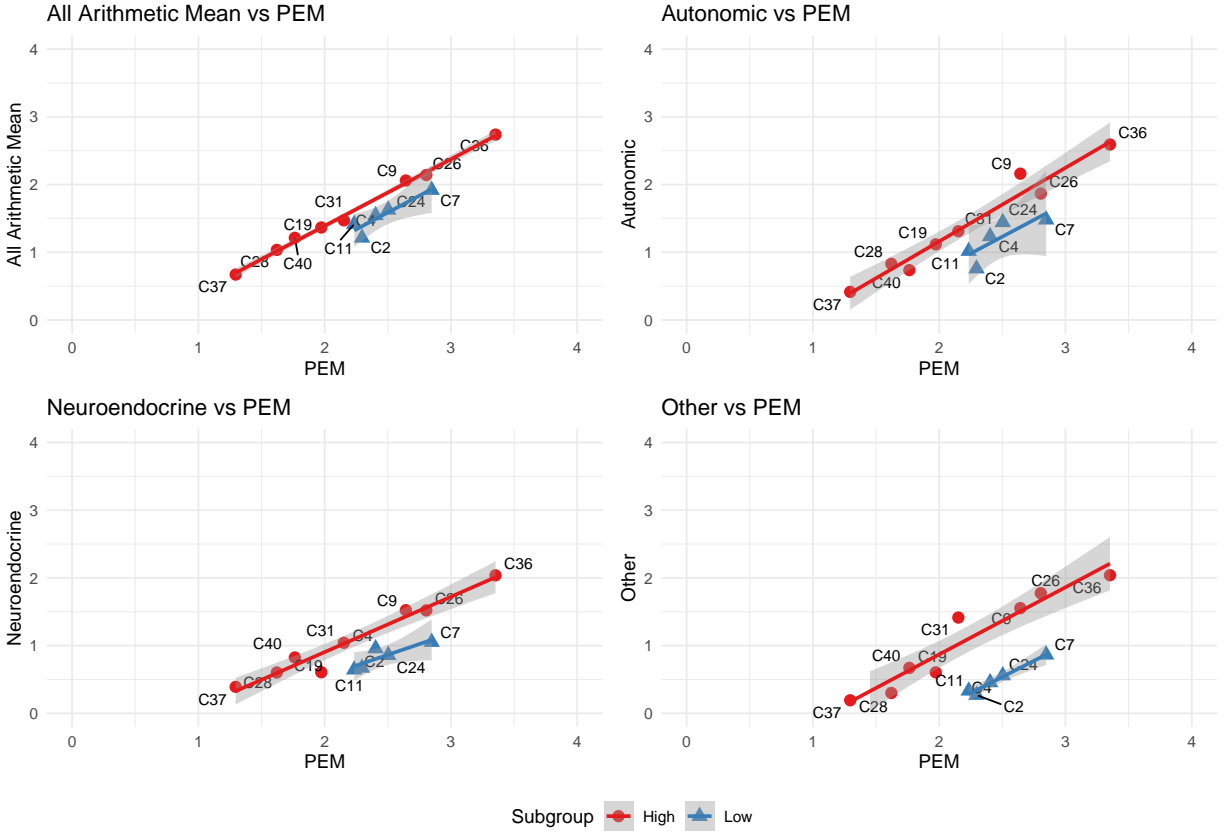 All Arithmetic Mean vs PEM
All Arithmetic Mean
4
3
2
1
0
C36
C26
C9
C31
C24
C7
C19
C4
C11
C2
C28
C40
C37
0 1 2 3 4
PEM
Autonomic vs PEM
Autonomic
4
3
2
1
0
C36
C9
C26
C24
C31
C7
C19
C4
C28
C11
C2
C40
C37
0 1 2 3 4
PEM
Neuroendocrine vs PEM
Neuroendocrine
4
3
2
1
0
C36
C9
C26
C31
C4
C7
C40
C19
C2
C24
C28
C11
C37
0 1 2 3 4
PEM
Other vs PEM
Other
4
3
2
1
0
C26
C36
C9
C31
C7
C40
C19
C24
C11
C4
C37
C28
C2
0 1 2 3 4
PEM
Subgroup High Low